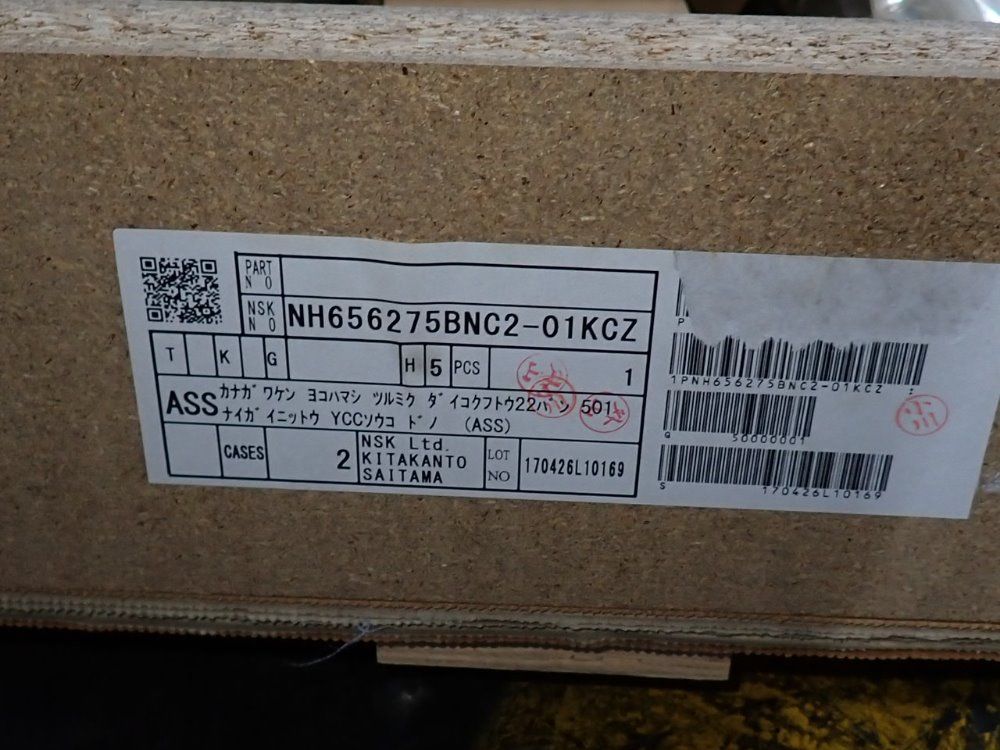 PART NO
NSK NO NH656275BNC2-01KCZ
T K G H 5 PCS 1
ASS カナガワケン ヨコハマシ ツルミク ダイコクフトウ22バン 501
ナイガイニットウ YCCソウコ ドノ (ASS)
CASES 2 NSK Ltd. KITAKANTO SAITAMA LOT NO 170426L10169
P
1PNH656275BNC2-01KCZ
Q 50000001
S 170426L10169